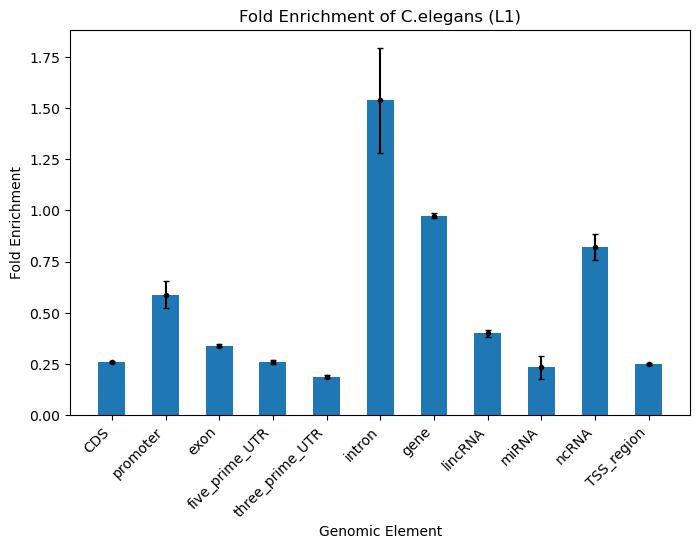 Fold Enrichment of C.elegans (L1)
Fold Enrichment
1.75
1.50
1.25
1.00
0.75
0.50
0.25
0.00
CDS
promoter
exon
five_prime_UTR
three_prime_UTR
intron
gene
lincRNA
miRNA
ncRNA
TSS_region
Genomic Element